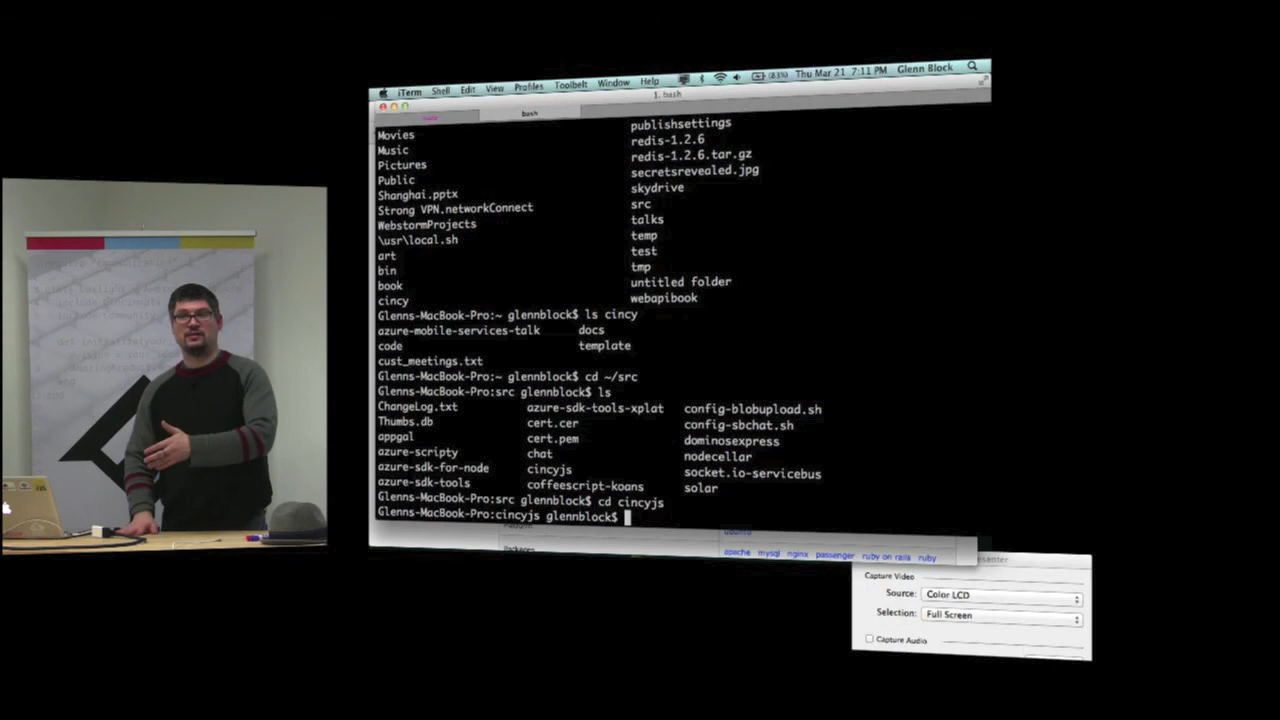 iTerm Shell Edit View Profiles Toolbelt Window Help (83%) Thu Mar 21 7:11 PM Glenn Block
1. bash
bash
Movies
Music
Pictures
Public
Shanghai.pptx
Strong VPN.networkConnect
WebstormProjects
\usr\local.sh
art
bin
book
cincy
publishsettings
redis-1.2.6
redis-1.2.6.tar.gz
secretsrevealed.jpg
skydrive
src
talks
temp
test
tmp
untitled folder
webapibook
Glenns-MacBook-Pro:~ glennblock$ ls cincy
azure-mobile-services-talk docs
code template
cust_meetings.txt
Glenns-MacBook-Pro:~ glennblock$ cd ~/src
Glenns-MacBook-Pro:src glennblock$ ls
ChangeLog.txt azure-sdk-tools-xplat config-blobupload.sh
Thumbs.db cert.cer config-sbchat.sh
appgal cert.pem dominosexpress
azure-scripty chat nodecellar
azure-sdk-for-node cincyjs socket.io-servicebus
azure-sdk-tools coffeescript-koans solar
Glenns-MacBook-Pro:src glennblock$ cd cincyjs
Glenns-MacBook-Pro:cincyjs glennblock$
Packages
apache mysql nginx passenger ruby on rails ruby
Capture Video
Source: Color LCD
Selection: Full Screen
Capture Audio